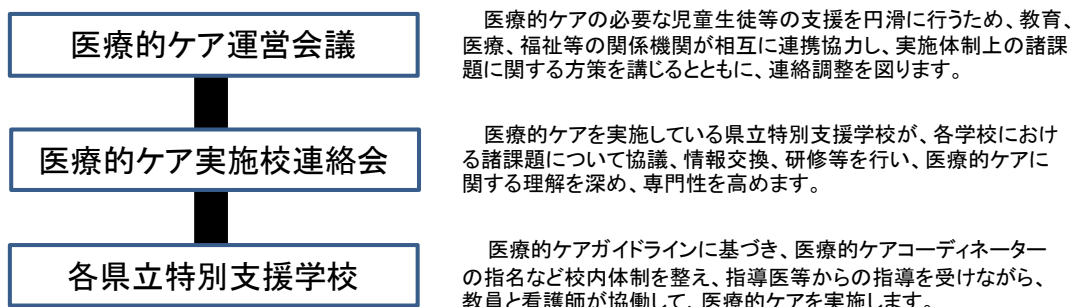 医療的ケア運営会議
医療的ケアの必要な児童生徒等の支援を円滑に行うため、教育、
医療、福祉等の関係機関が相互に連携協力し、実施体制上の諸課
題に関する方策を講じるとともに、連絡調整を図ります。
医療的ケア実施校連絡会
医療的ケアを実施している県立特別支援学校が、各学校におけ
る諸課題について協議、情報交換、研修等を行い、医療的ケアに
関する理解を深め、専門性を高めます。
各県立特別支援学校
医療的ケアガイドラインに基づき、医療的ケアコーディネーター
の指名など校内体制を整え、指導医等からの指導を受けながら、
教員と看護師が協働して、医療的ケアを実施します。